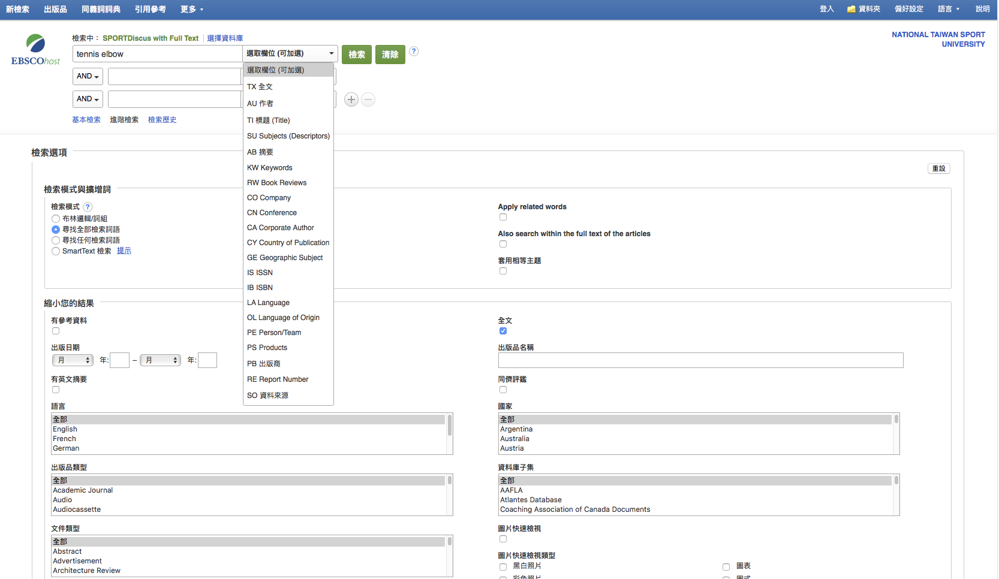 新檢索 出版品 同義詞詞典 引用參考 更多 登入 資料夾 偏好設定 語言 說明
檢索中： SPORTDiscus with Full Text 選擇資料庫
NATIONAL TAIWAN SPORT
UNIVERSITY
EBSCOhost
tennis elbow 選取欄位 (可加選) 檢索 清除 ?
AND
AND
基本檢索 進階檢索 檢索歷史
選取欄位 (可加選)
TX 全文
AU 作者
TI 標題 (Title)
SU Subjects (Descriptors)
AB 摘要
KW Keywords
RW Book Reviews
CO Company
CN Conference
CA Corporate Author
CY Country of Publication
GE Geographic Subject
IS ISSN
IB ISBN
LA Language
OL Language of Origin
PE Person/Team
PS Products
PB 出版商
RE Report Number
SO 資料來源
檢索選項
重設
檢索模式與擴增詞
檢索模式 ?
布林邏輯/詞組
尋找全部檢索詞語
尋找任何檢索詞語
SmartText 檢索 提示
Apply related words
Also search within the full text of the articles
套用相等主題
縮小您的結果
有參考資料
全文
出版日期
月 年: – 月 年:
出版品名稱
有英文摘要
同儕評鑑
語言
全部
English
French
German
國家
全部
Argentina
Australia
Austria
出版品類型
全部
Academic Journal
Audio
Audiocassette
資料庫子集
全部
AAFLA
Atlantes Database
Coaching Association of Canada Documents
文件類型
全部
Abstract
Advertisement
Architecture Review
圖片快速檢視
圖片快速檢視類型
黑白照片 圖表
彩色照片 圖式